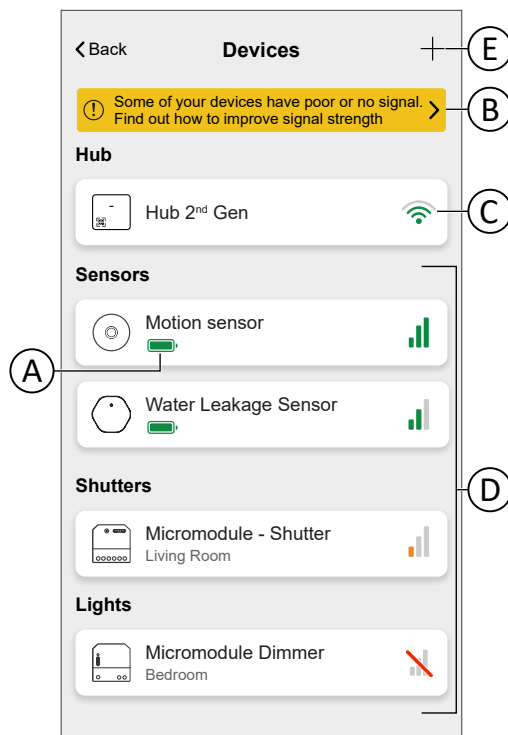 Back
Devices
E
Some of your devices have poor or no signal.
Find out how to improve signal strength
B
Hub
Hub 2nd Gen
C
Sensors
Motion sensor
A
Water Leakage Sensor
D
Shutters
Micromodule - Shutter
Living Room
Lights
Micromodule Dimmer
Bedroom